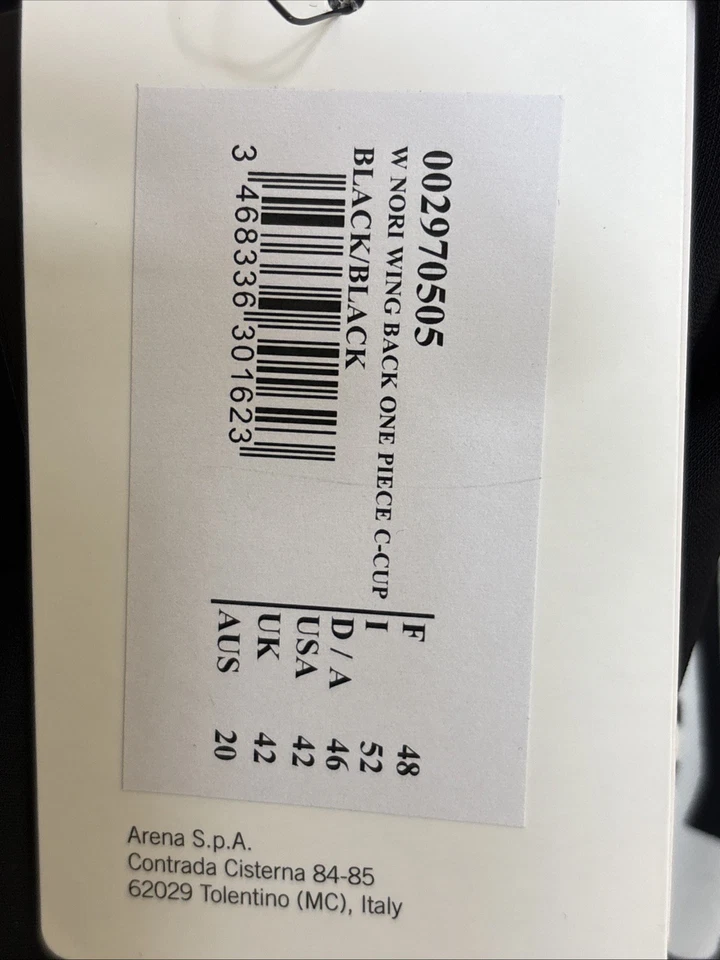 002970505
W NORI WING BACK ONE PIECE C-CUP
BLACK/BLACK
3 468336 301623
F 48
I 52
D / A 46
USA 42
UK 42
AUS 20
Arena S.p.A.
Contrada Cisterna 84-85
62029 Tolentino (MC), Italy